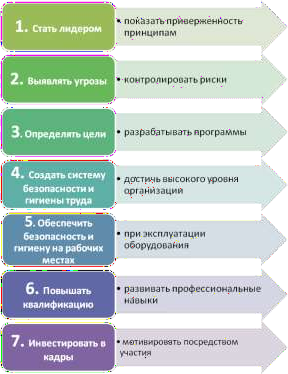 1. Стать лидером
• показать приверженность
принципам
2. Выявлять угрозы
• контролировать риски
3. Определять цели
• разрабатывать программы
4. Создать систему
безопасности и
гигиены труда
• достичь высокого уровня
организации
5. Обеспечить
безопасность и
гигиену на рабочих
местах
• при эксплуатации
оборудования
6. Повышать
квалификацию
• развивать профессиональные
навыки
7. Инвестировать в
кадры
• мотивировать посредством
участия